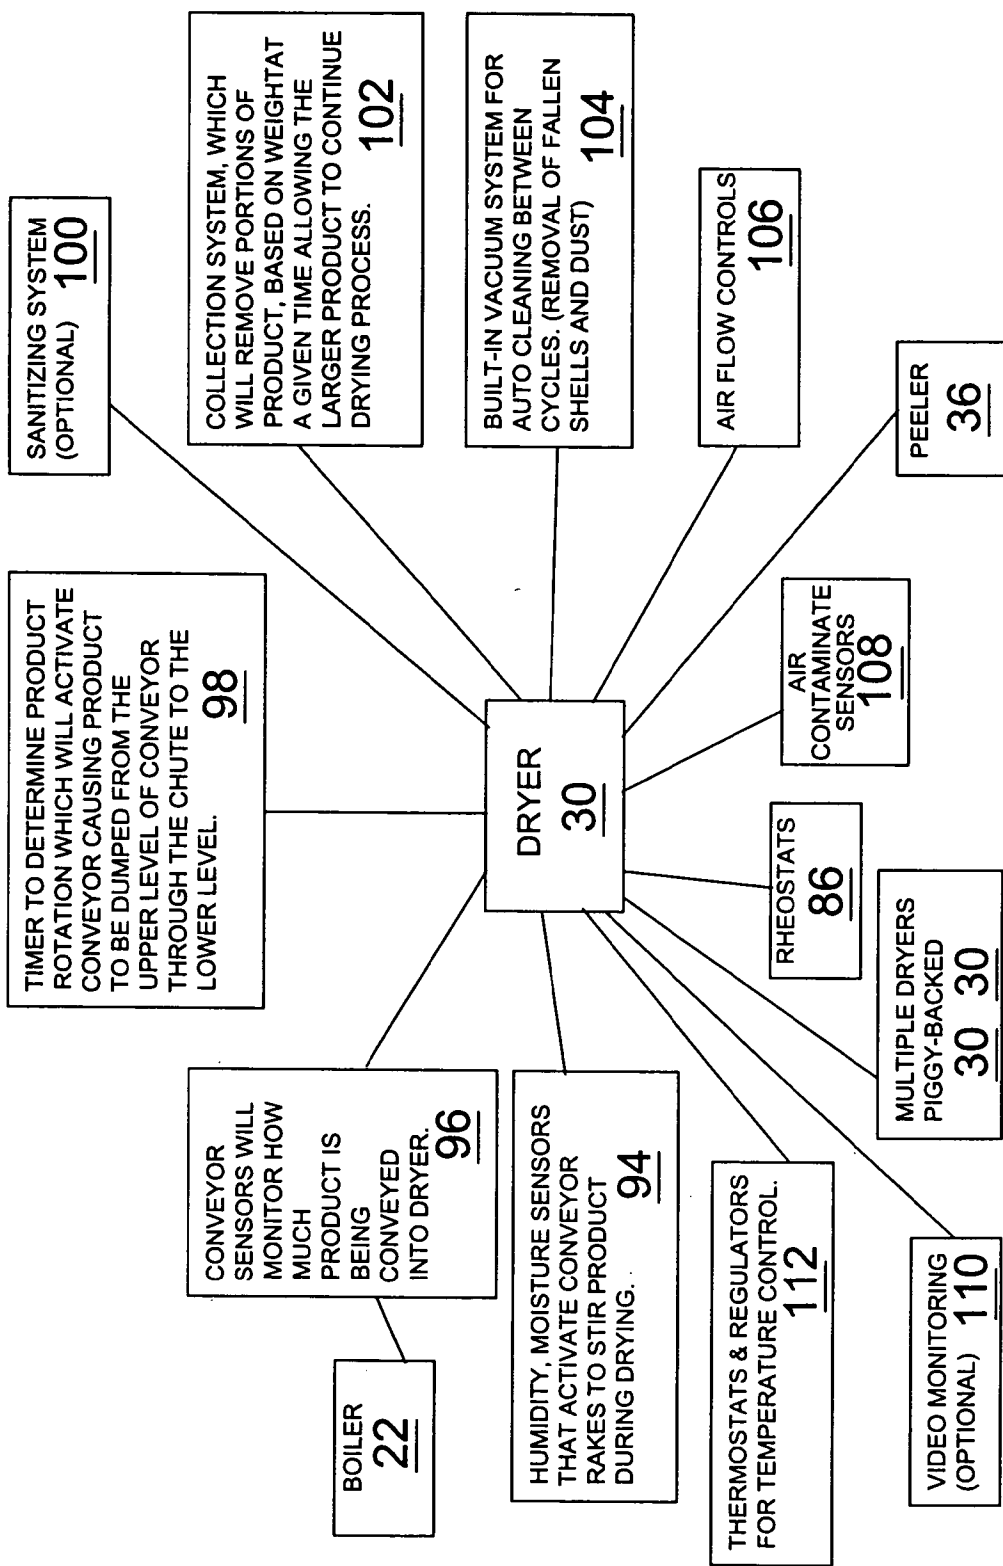 SANITIZING SYSTEM
(OPTIONAL) 100
TIMER TO DETERMINE PRODUCT
ROTATION WHICH WILL ACTIVATE
CONVEYOR CAUSING PRODUCT
TO BE DUMPED FROM THE
UPPER LEVEL OF CONVEYOR
THROUGH THE CHUTE TO THE
LOWER LEVEL.
98
COLLECTION SYSTEM, WHICH
WILL REMOVE PORTIONS OF
PRODUCT, BASED ON WEIGHTAT
A GIVEN TIME ALLOWING THE
LARGER PRODUCT TO CONTINUE
DRYING PROCESS.
102
CONVEYOR
SENSORS WILL
MONITOR HOW
MUCH
PRODUCT IS
BEING
CONVEYED
INTO DRYER.
96
BOILER
22
BUILT-IN VACUUM SYSTEM FOR
AUTO CLEANING BETWEEN
CYCLES. (REMOVAL OF FALLEN
SHELLS AND DUST)
104
DRYER
30
HUMIDITY, MOISTURE SENSORS
THAT ACTIVATE CONVEYOR
RAKES TO STIR PRODUCT
DURING DRYING.
94
AIR FLOW CONTROLS
106
THERMOSTATS & REGULATORS
FOR TEMPERATURE CONTROL.
112
RHEOSTATS
86
AIR
CONTAMINATE
SENSORS
108
PEELER
36
VIDEO MONITORING
(OPTIONAL) 110
MULTIPLE DRYERS
PIGGY-BACKED
30 30